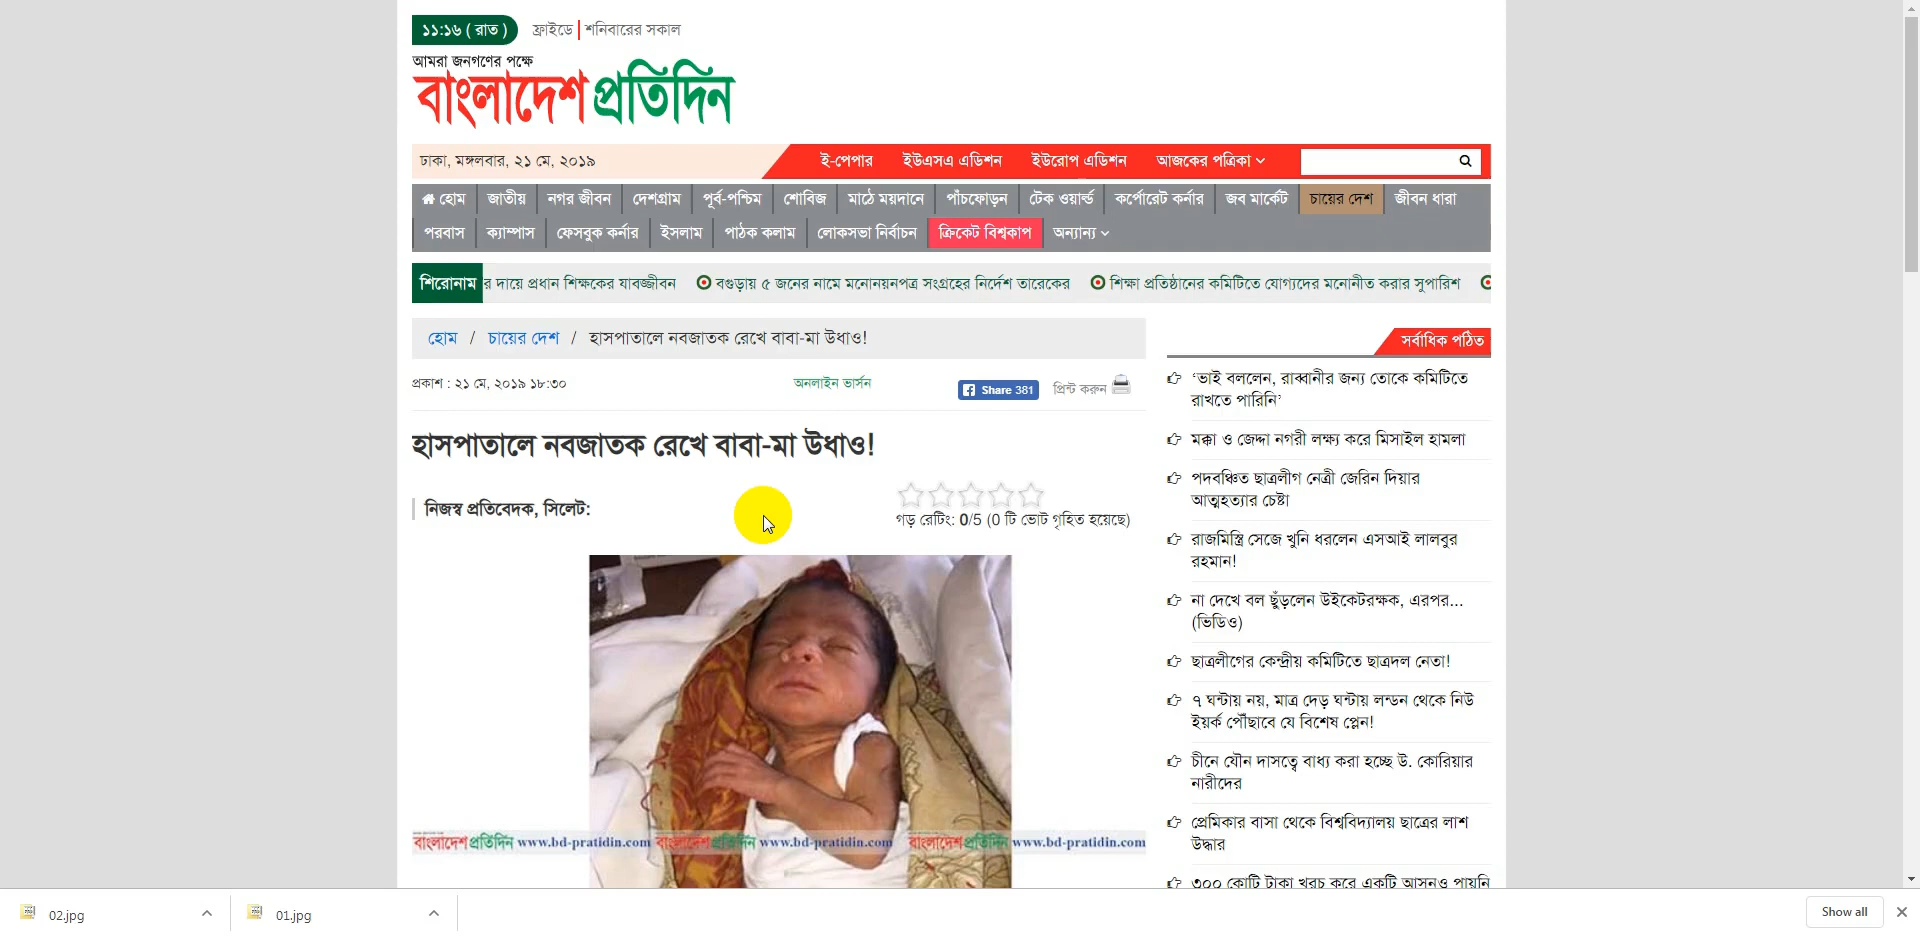 ১১:১৬ ( রাত )
ফ্রাইডে | শনিবারের সকাল
আমরা জনগণের পক্ষে
বাংলাদেশ প্রতিদিন
ঢাকা, মঙ্গলবার, ২১ মে, ২০১৯
ই-পেপার ইউএসএ এডিশন ইউরোপ এডিশন আজকের পত্রিকা
হোম জাতীয় নগর জীবন দেশগ্রাম পূর্ব-পশ্চিম শোবিজ মাঠে ময়দানে পাঁচফোড়ন টেক ওয়ার্ল্ড কর্পোরেট কর্নার জব মার্কেট চায়ের দেশ জীবন ধারা
পরবাস ক্যাম্পাস ফেসবুক কর্নার ইসলাম পাঠক কলাম লোকসভা নির্বাচন ক্রিকেট বিশ্বকাপ অন্যান্য
শিরোনাম র দায়ে প্রধান শিক্ষকের যাবজ্জীবন বগুড়ায় ৫ জনের নামে মনোনয়নপত্র সংগ্রহের নির্দেশ তারেকের শিক্ষা প্রতিষ্ঠানের কমিটিতে যোগ্যদের মনোনীত করার সুপারিশ
হোম / চায়ের দেশ / হাসপাতালে নবজাতক রেখে বাবা-মা উধাও!
প্রকাশ : ২১ মে, ২০১৯ ১৮:৩০
অনলাইন ভার্সন
Share 381
প্রিন্ট করুন
হাসপাতালে নবজাতক রেখে বাবা-মা উধাও!
নিজস্ব প্রতিবেদক, সিলেট:
গড় রেটিং: 0/5 (0 টি ভোট গৃহিত হয়েছে)
বাংলাদেশ প্রতিদিন www.bd-pratidin.com বাংলাদেশ প্রতিদিন www.bd-pratidin.com বাংলাদেশ প্রতিদিন www.bd-pratidin.com
সর্বাধিক পঠিত
‘ভাই বললেন, রাব্বানীর জন্য তোকে কমিটিতে
রাখতে পারিনি’
মক্কা ও জেদ্দা নগরী লক্ষ্য করে মিসাইল হামলা
পদবঞ্চিত ছাত্রলীগ নেত্রী জেরিন দিয়ার
আত্মহত্যার চেষ্টা
রাজমিস্ত্রি সেজে খুনি ধরলেন এসআই লালবুর
রহমান!
না দেখে বল ছুঁড়লেন উইকেটরক্ষক, এরপর...
(ভিডিও)
ছাত্রলীগের কেন্দ্রীয় কমিটিতে ছাত্রদল নেতা!
৭ ঘন্টায় নয়, মাত্র দেড় ঘন্টায় লন্ডন থেকে নিউ
ইয়র্ক পৌঁছাবে যে বিশেষ প্লেন!
চীনে যৌন দাসত্বে বাধ্য করা হচ্ছে উ. কোরিয়ার
নারীদের
প্রেমিকার বাসা থেকে বিশ্ববিদ্যালয় ছাত্রের লাশ
উদ্ধার
৩০০ কোটি টাকা খরচ করে একটি আসনও পায়নি
02.jpg
01.jpg
Show all